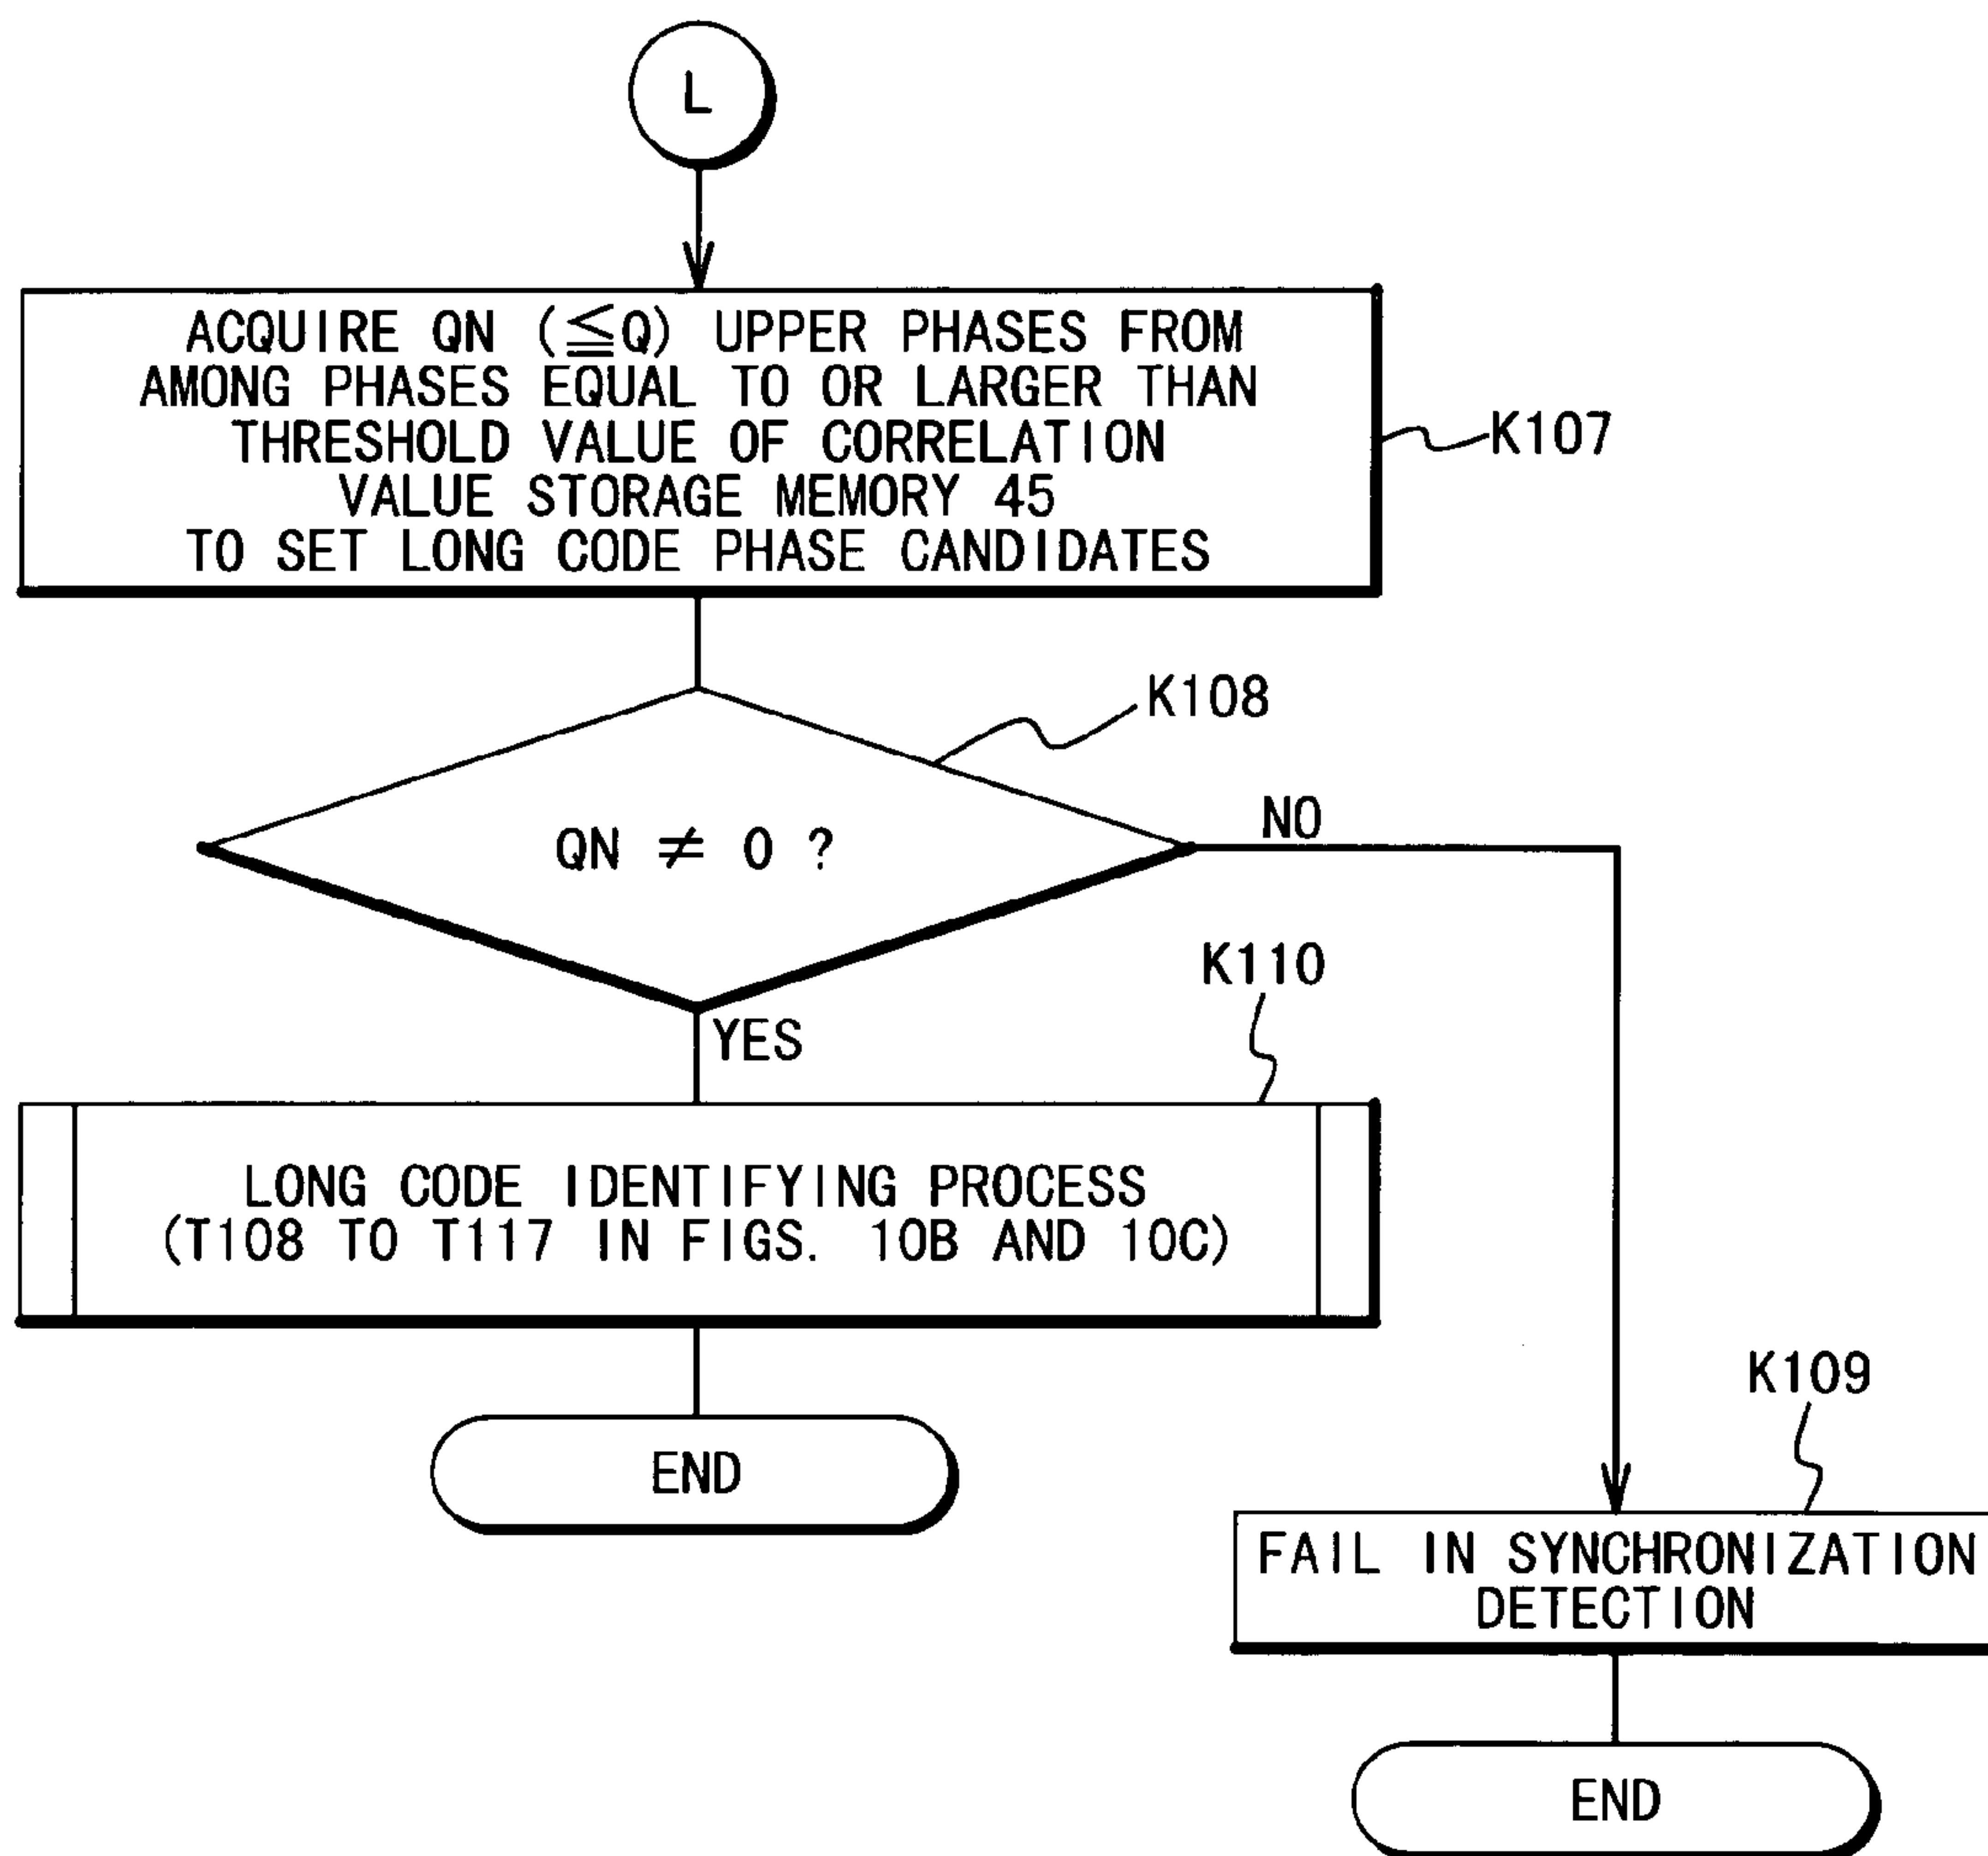 L
ACQUIRE QN (≦Q) UPPER PHASES FROM
AMONG PHASES EQUAL TO OR LARGER THAN
THRESHOLD VALUE OF CORRELATION
VALUE STORAGE MEMORY 45
TO SET LONG CODE PHASE CANDIDATES
K107
K108
QN ≠ 0 ?
NO
YES
K110
LONG CODE IDENTIFYING PROCESS
(T108 TO T117 IN FIGS. 10B AND 10C)
END
K109
FAIL IN SYNCHRONIZATION
DETECTION
END